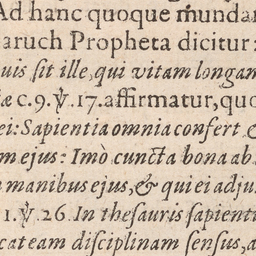 Ad hanc quoque mundan
aruch Propheta dicitur:
uis ſit ille, qui vitam longam
æ c. 9. ℣. 17. affirmatur, quo
ei: Sapientia omnia confert &
m ejus: Imò cuncta bona ab
manibus ejus, & qui ei adju
1. ℣. 26. In theſauris ſapienti
cat eam diſciplinam ſenſus, a